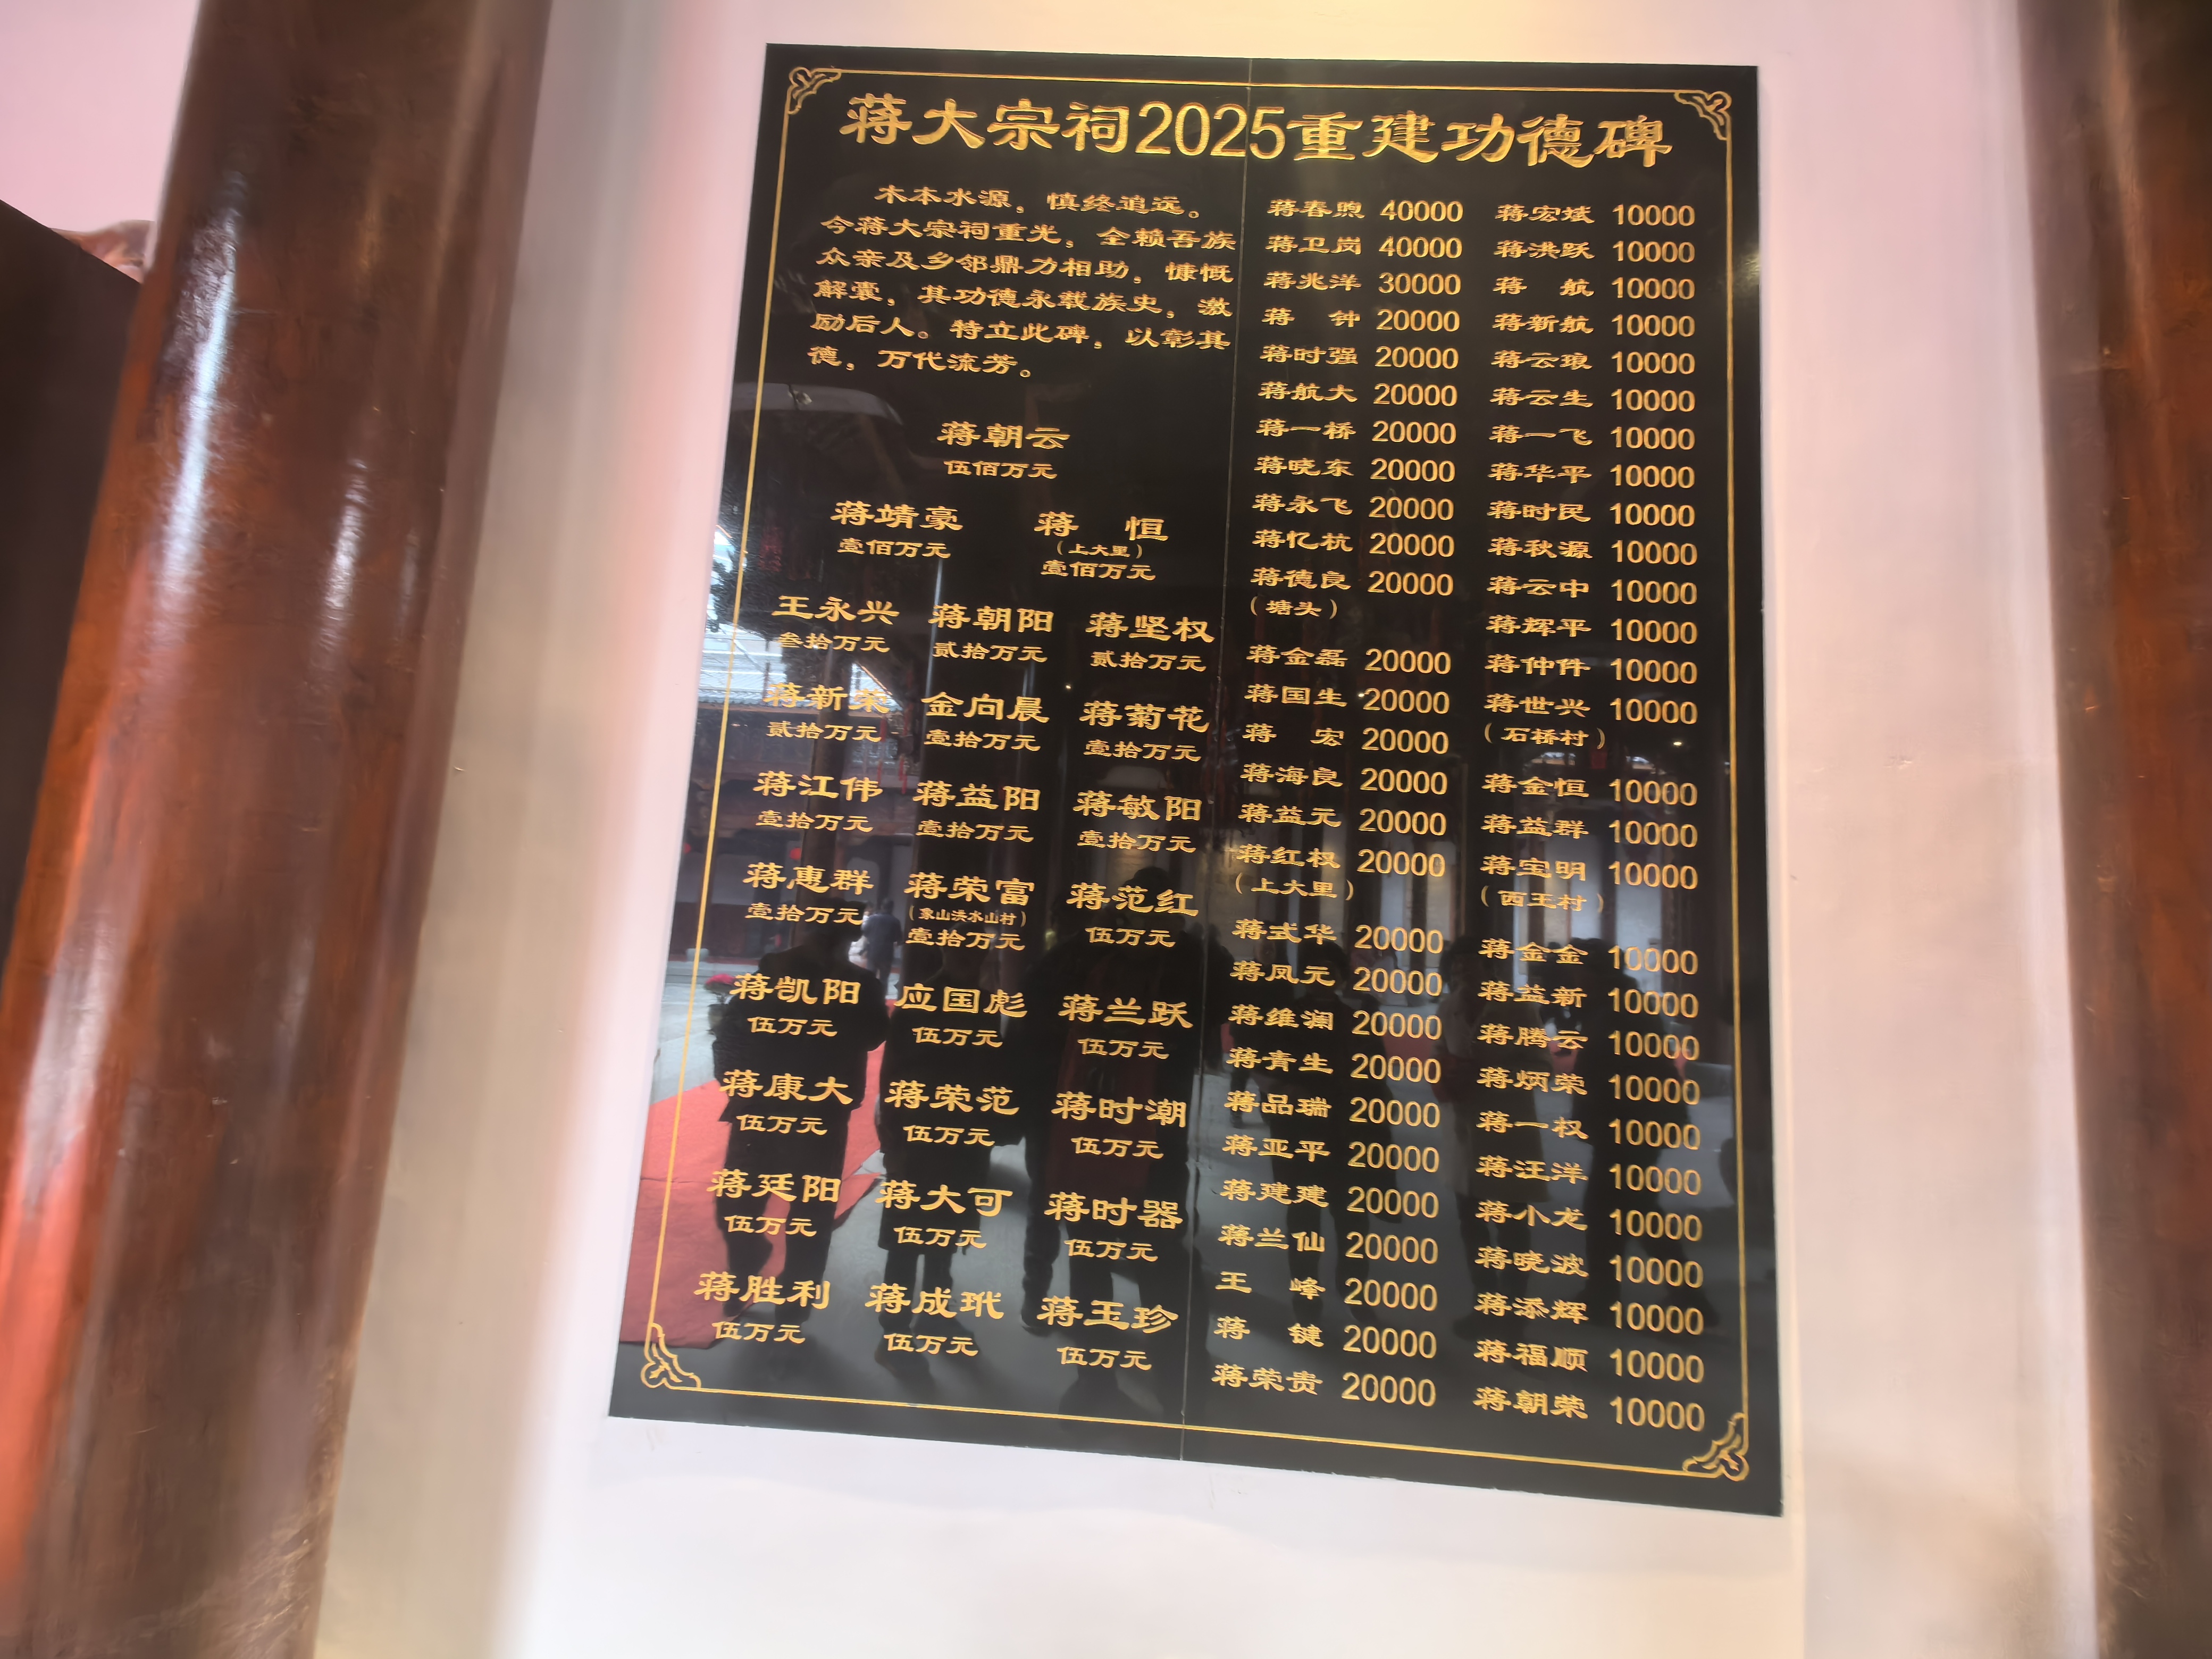 蒋大宗祠2025重建功德碑
木本水源，慎终追远。
今蒋大宗祠重光，全赖吾族
众亲及乡邻鼎力相助，慷慨
解囊，其功德永载族史，激
励后人。特立此碑，以彰其
德，万代流芳。
蒋朝云
伍佰万元
蒋靖豪 蒋 恒
（上大里）
壹佰万元 壹佰万元
王永兴 蒋朝阳 蒋坚权
叁拾万元 贰拾万元 贰拾万元
蒋新荣 金向晨 蒋菊花
贰拾万元 壹拾万元 壹拾万元
蒋江伟 蒋益阳 蒋敏阳
壹拾万元 壹拾万元 壹拾万元
蒋惠群 蒋荣富 蒋范红
（象山洪水山村）
壹拾万元 壹拾万元 伍万元
蒋凯阳 应国彪 蒋兰跃
伍万元 伍万元 伍万元
蒋康大 蒋荣范 蒋时潮
伍万元 伍万元 伍万元
蒋廷阳 蒋大可 蒋时器
伍万元 伍万元 伍万元
蒋胜利 蒋成玳 蒋玉珍
伍万元 伍万元 伍万元
蒋春煦 40000
蒋卫岗 40000
蒋兆洋 30000
蒋 钟 20000
蒋时强 20000
蒋航大 20000
蒋一桥 20000
蒋晓东 20000
蒋永飞 20000
蒋忆杭 20000
蒋德良 20000
（塘头）
蒋金磊 20000
蒋国生 20000
蒋 宏 20000
蒋海良 20000
蒋益元 20000
蒋红权 20000
（上大里）
蒋式华 20000
蒋凤元 20000
蒋维澜 20000
蒋青生 20000
蒋品瑞 20000
蒋亚平 20000
蒋建建 20000
蒋兰仙 20000
王 峰 20000
蒋 键 20000
蒋荣贵 20000
蒋宏斌 10000
蒋洪跃 10000
蒋 航 10000
蒋新航 10000
蒋云琅 10000
蒋云生 10000
蒋一飞 10000
蒋华平 10000
蒋时民 10000
蒋秋源 10000
蒋云中 10000
蒋辉平 10000
蒋仲件 10000
蒋世兴 10000
（石桥村）
蒋金恒 10000
蒋益群 10000
蒋宝明 10000
（西王村）
蒋金金 10000
蒋益新 10000
蒋腾云 10000
蒋炳荣 10000
蒋一权 10000
蒋汪洋 10000
蒋小龙 10000
蒋晓波 10000
蒋添辉 10000
蒋福顺 10000
蒋朝荣 10000